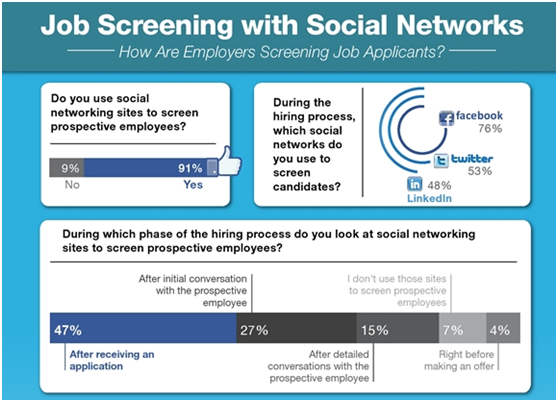 Job Screening with Social Networks
How Are Employers Screening Job Applicants?
Do you use social
networking sites to screen
prospective employees?
9%
91%
No
Yes
During the
hiring process,
which social
networks do
you use to
screen
candidates?
facebook
76%
twitter
53%
in 48%
LinkedIn
During which phase of the hiring process do you look at social networking
sites to screen prospective employees?
After initial conversation
with the prospective
employee
I don't use those sites
to screen prospective
employees
47%
27%
15%
7%
4%
After receiving an
application
After detailed
conversations with the
prospective employee
Right before
making an offer